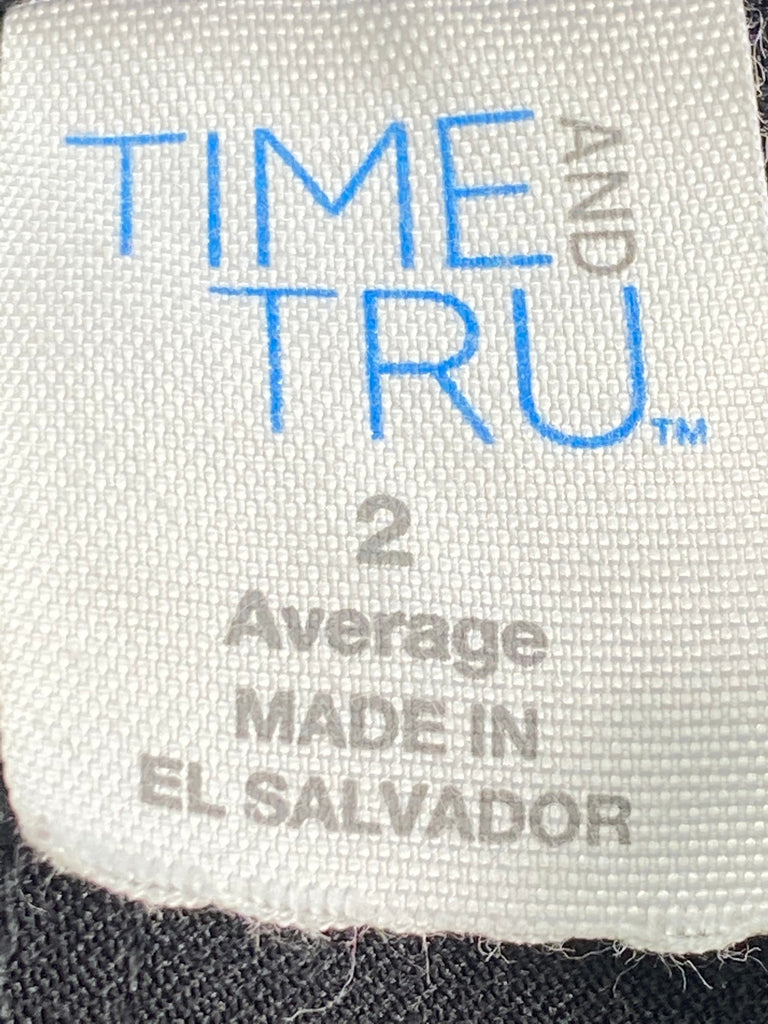 TIME AND
TRU™
2
Average
MADE IN
EL SALVADOR